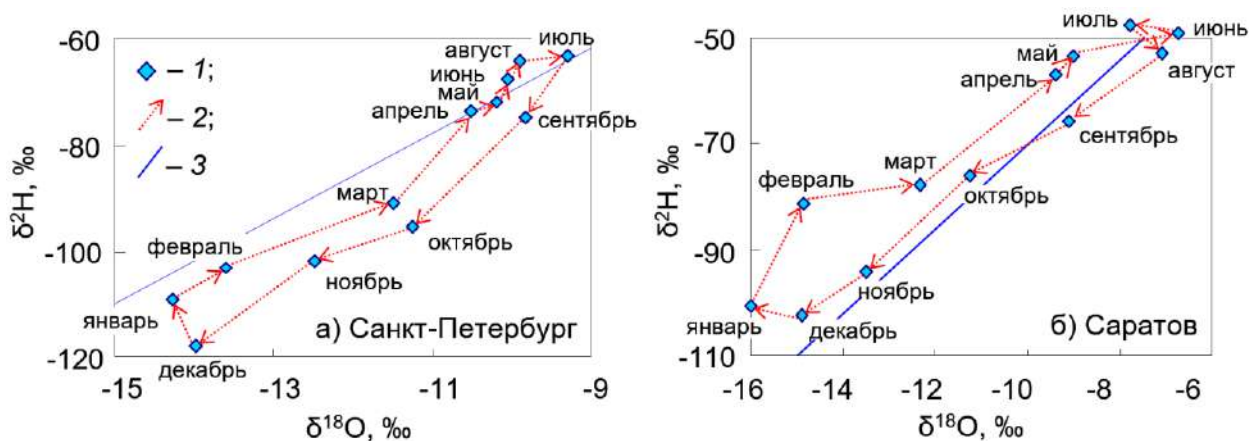 -60
-80
-100
-120
δ²H, ‰
– 1;
– 2;
– 3
август
июль
июнь
май
апрель
сентябрь
март
октябрь
февраль
ноябрь
январь
декабрь
а) Санкт-Петербург
-15
-13
-11
-9
δ¹⁸O, ‰
-50
-70
-90
-110
δ²H, ‰
июль
июнь
май
август
апрель
сентябрь
март
февраль
октябрь
ноябрь
январь
декабрь
б) Саратов
-16
-14
-12
-10
-8
-6
δ¹⁸O, ‰